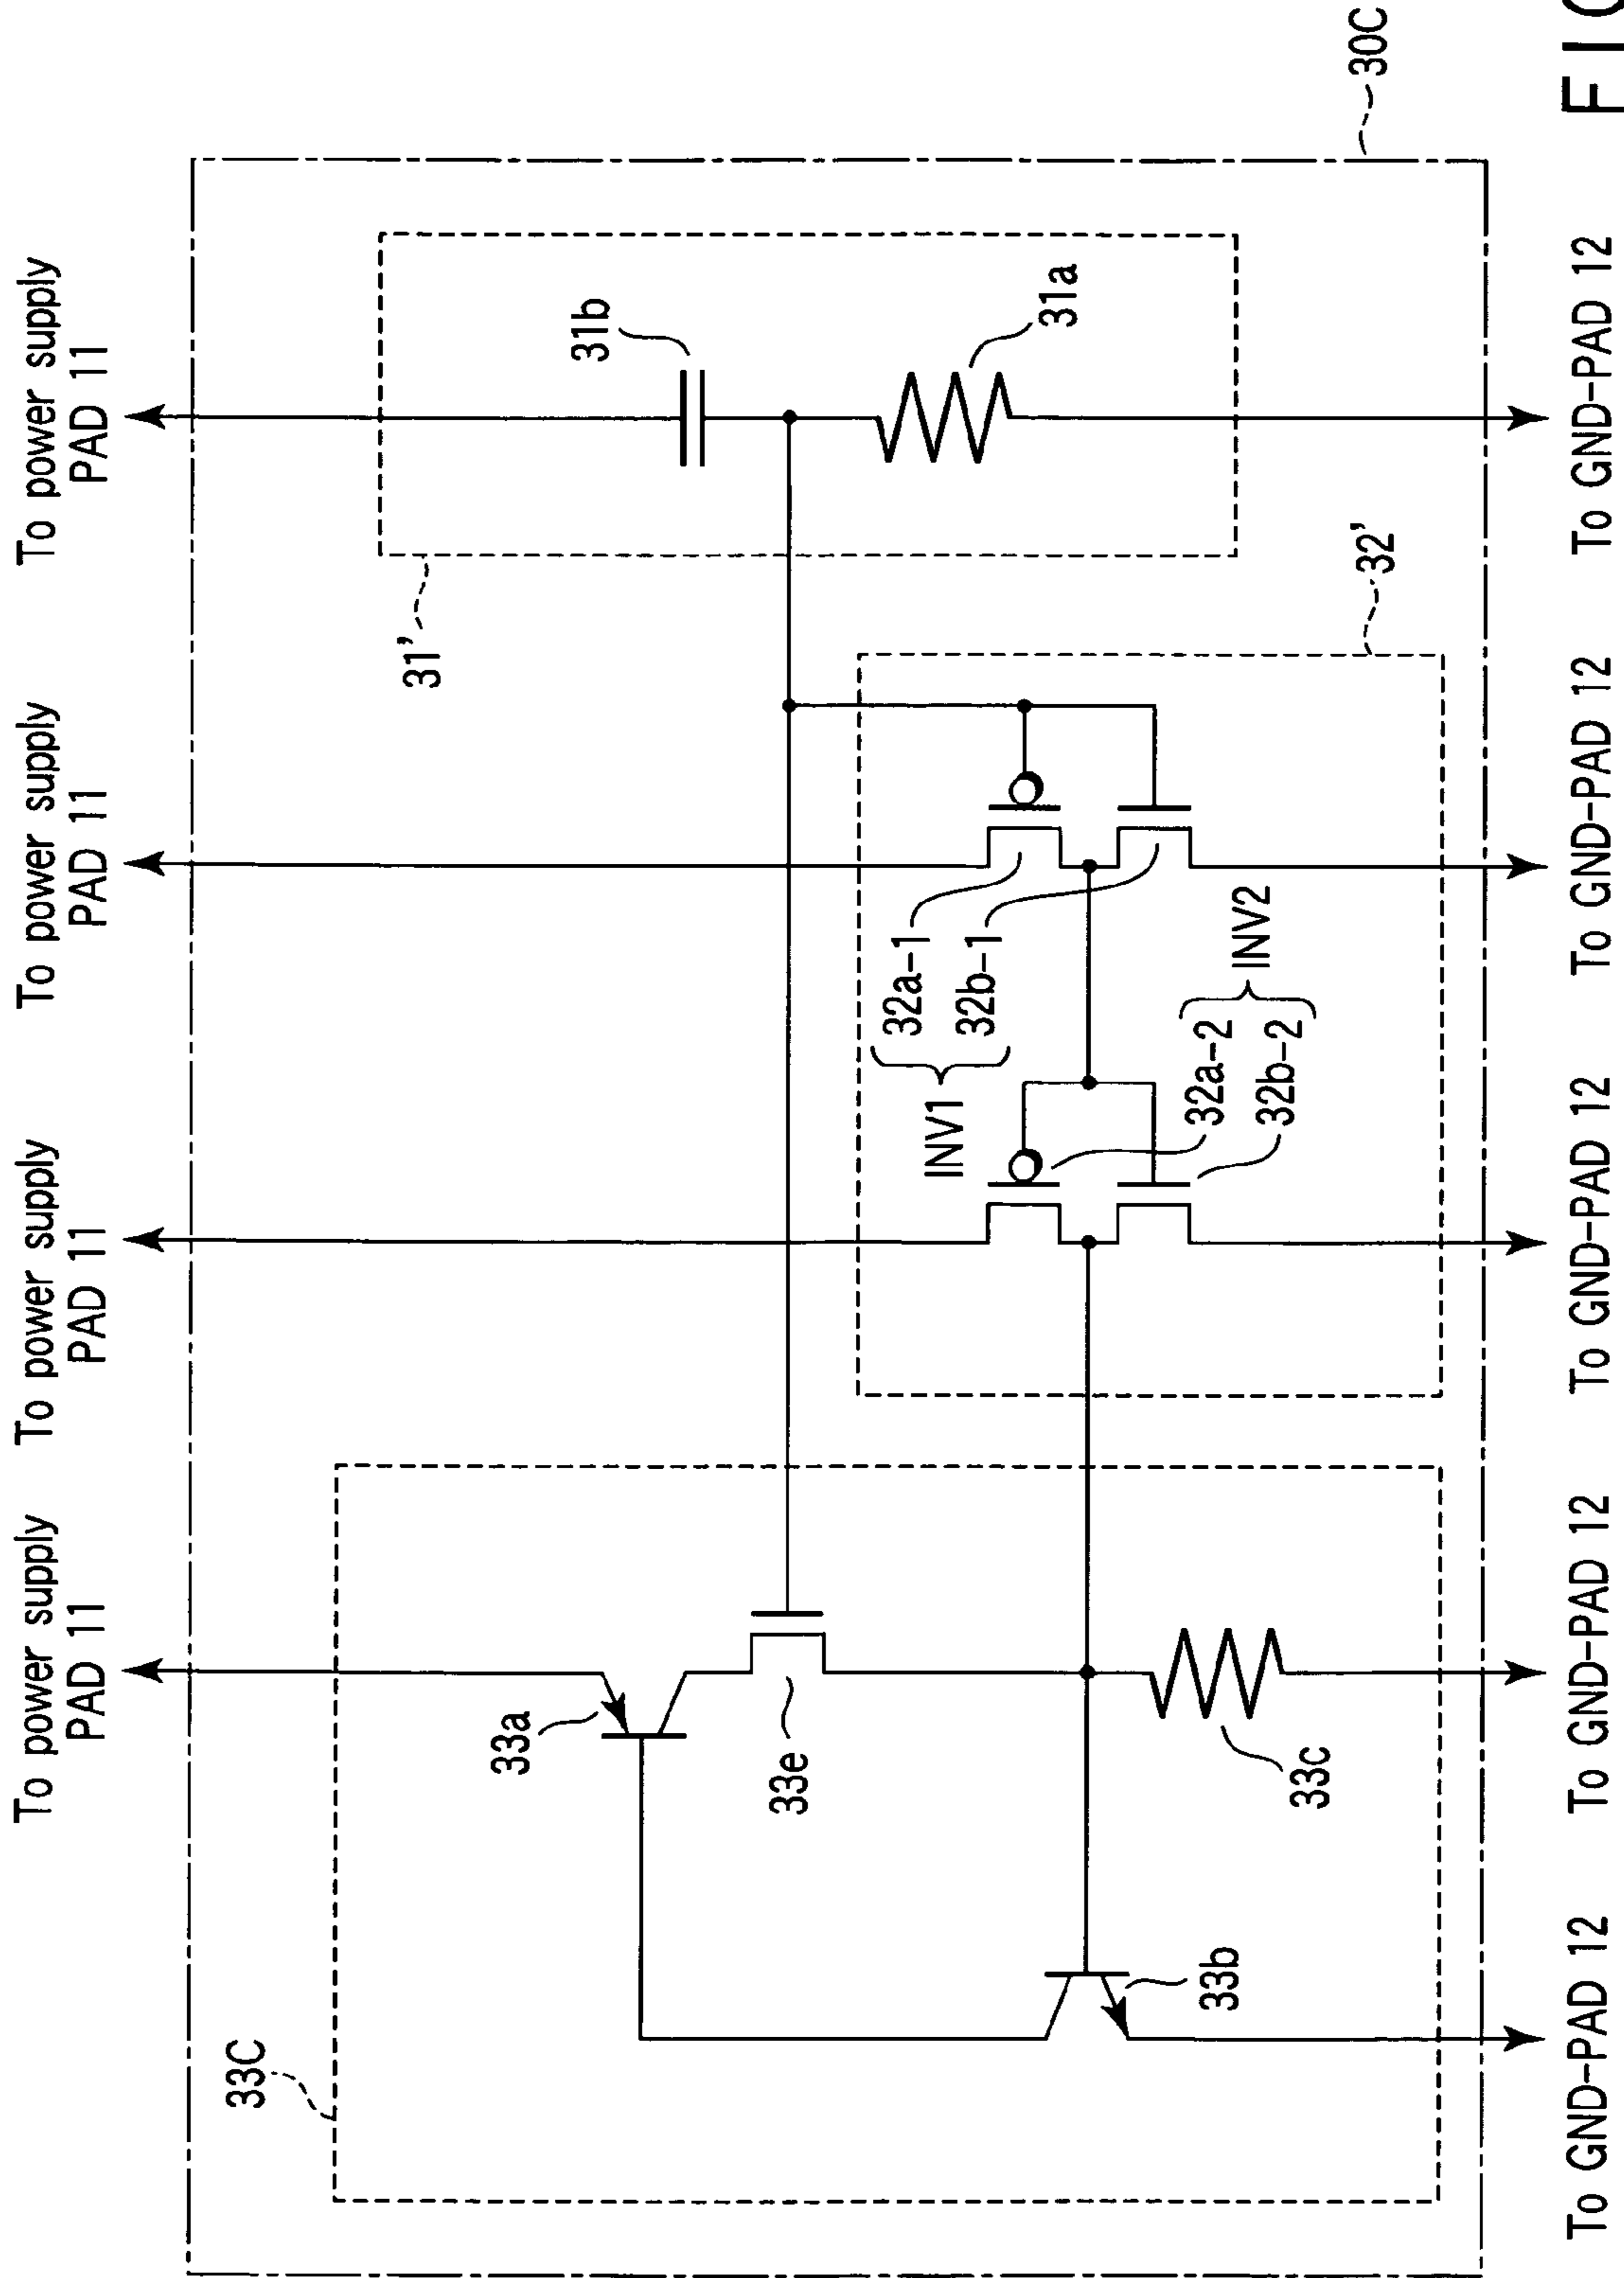 To power supply
PAD 11
To power supply
PAD 11
To power supply
PAD 11
To power supply
PAD 11
33C
33a
33e
33c
33b
31'
31b
31a
32'
32a-1
32b-1
INV1
32a-2
32b-2
INV2
30C
To GND-PAD 12
To GND-PAD 12
To GND-PAD 12
To GND-PAD 12
To GND-PAD 12